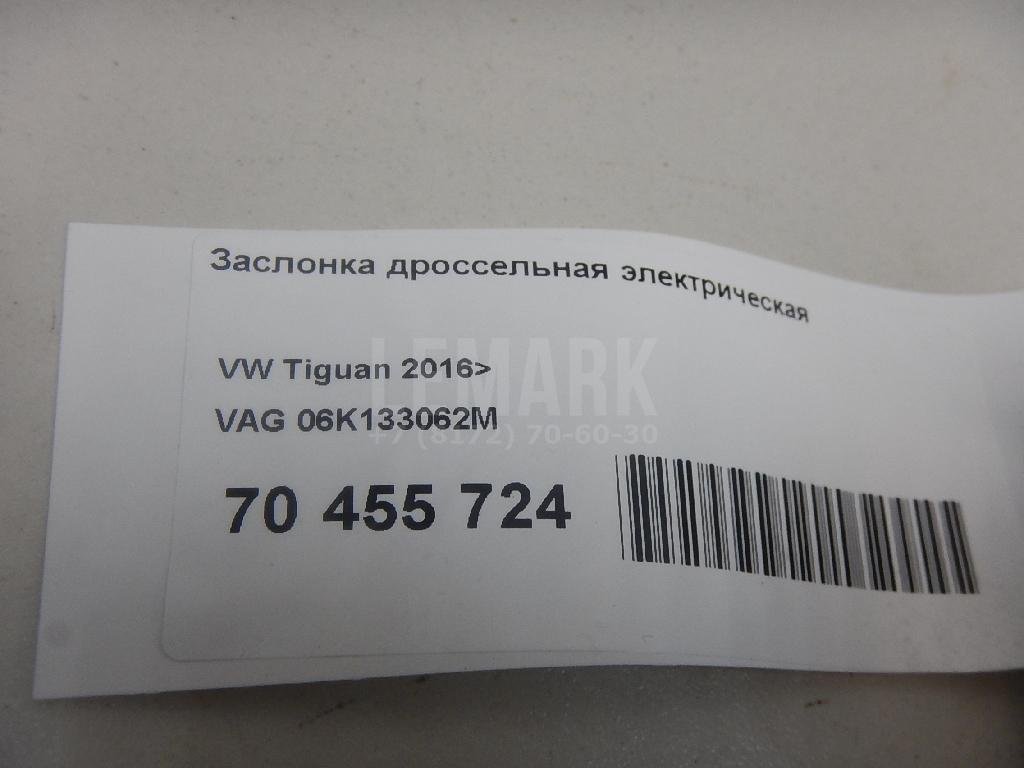 Заслонка дроссельная электрическая
VW Tiguan 2016>
LEMARK
VAG 06K133062M
+7 (8172) 70-60-30
70 455 724